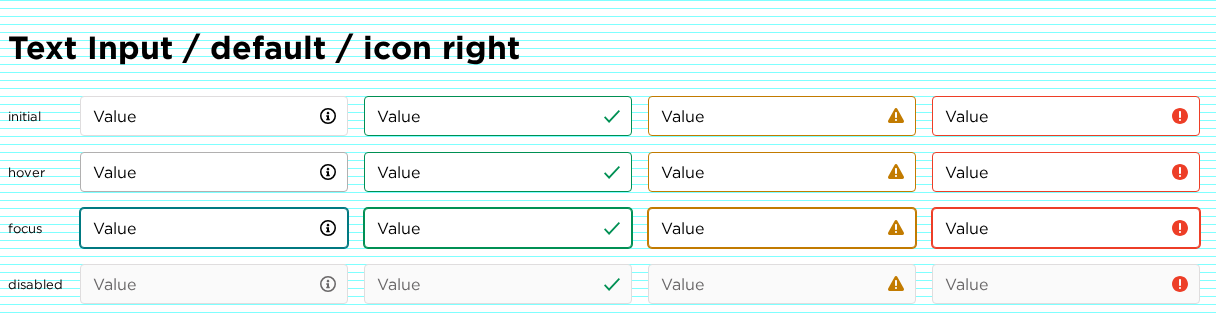 Text Input / default / icon right
initial Value Value Value Value
hover Value Value Value Value
focus Value Value Value Value
disabled Value Value Value Value